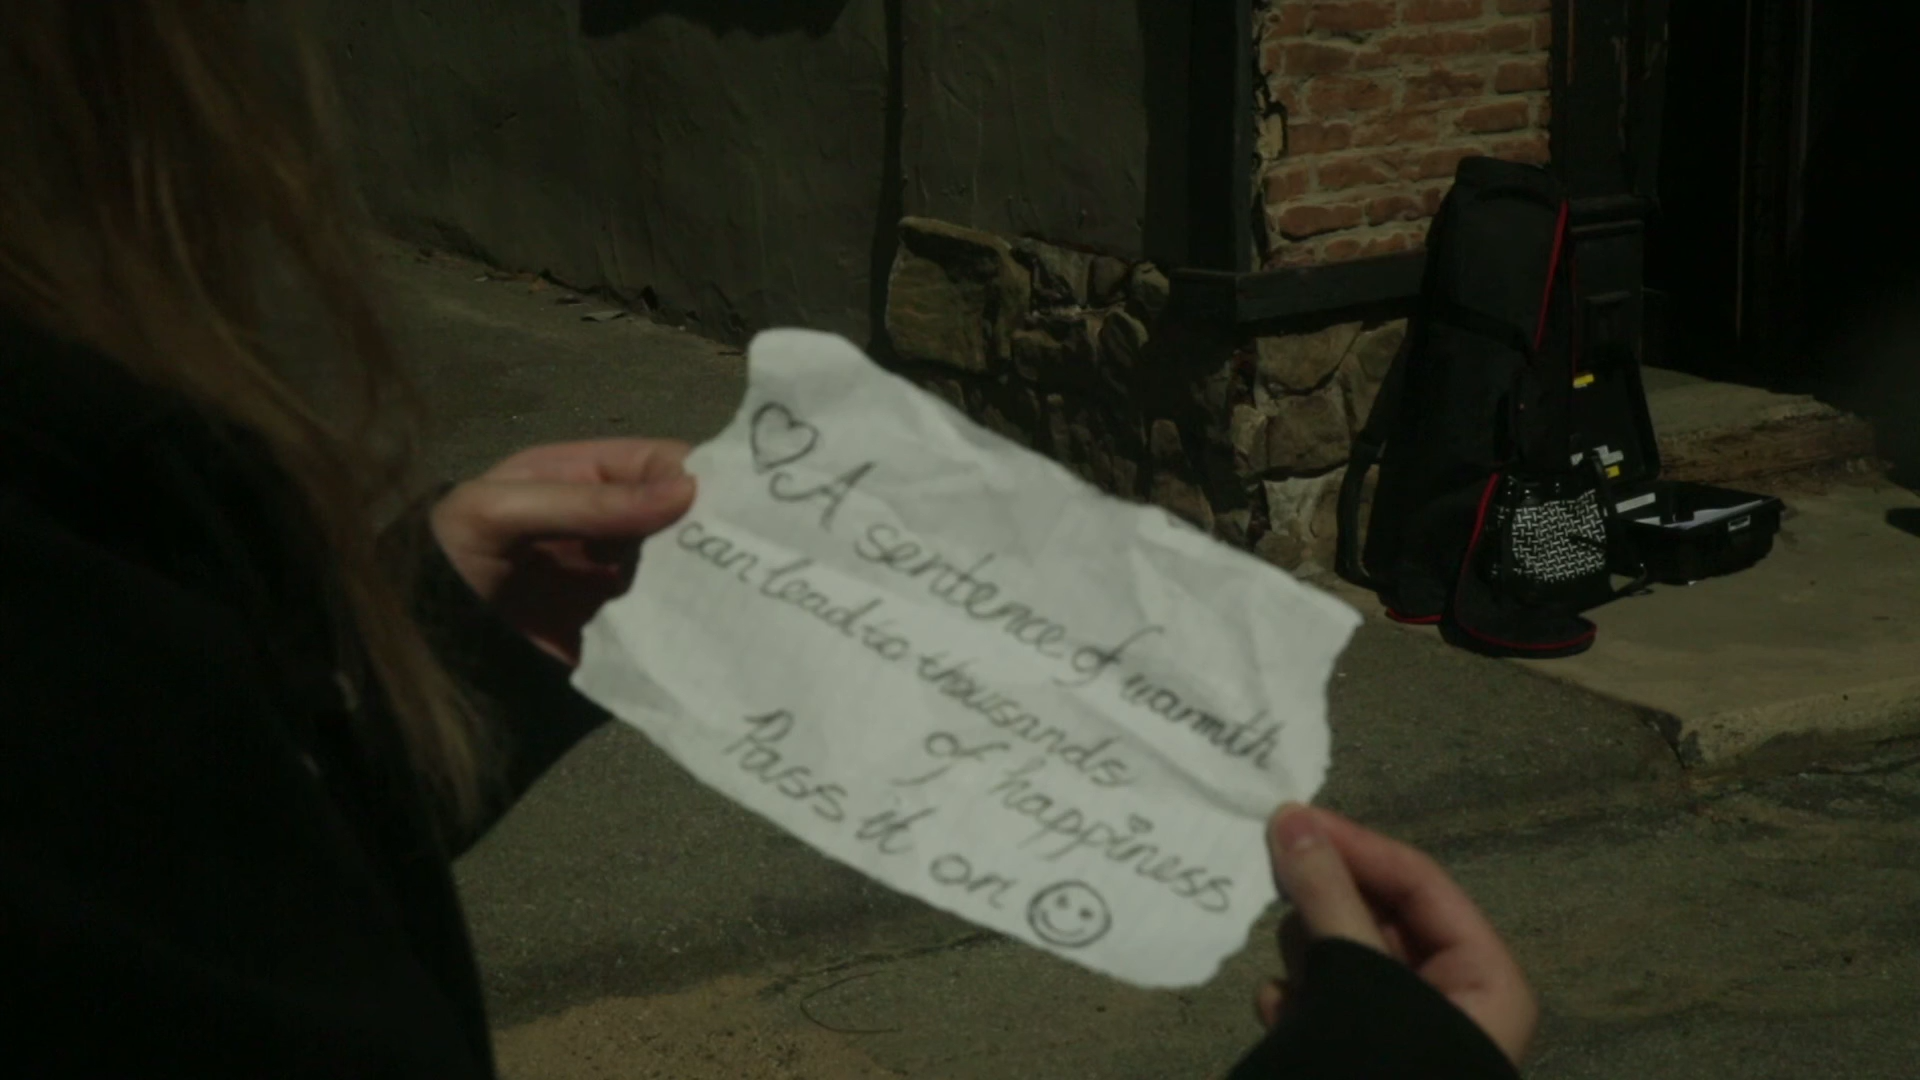 A sentence of warmth
can lead to thousands
of happiness
Pass it on